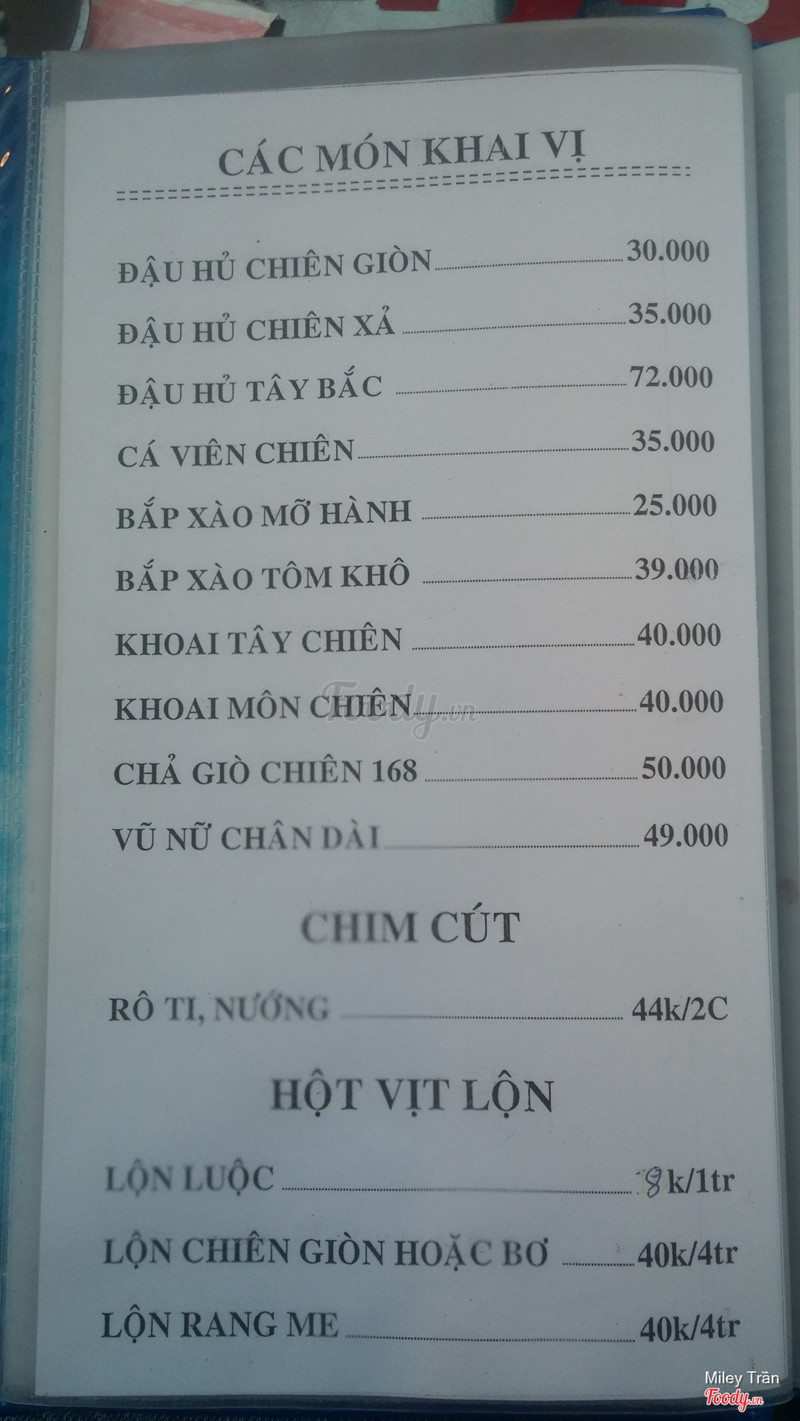 CÁC MÓN KHAI VỊ
ĐẬU HỦ CHIÊN GIÒN 30.000
ĐẬU HỦ CHIÊN XẢ 35.000
ĐẬU HỦ TÂY BẮC 72.000
CÁ VIÊN CHIÊN 35.000
BẮP XÀO MỠ HÀNH 25.000
BẮP XÀO TÔM KHÔ 39.000
KHOAI TÂY CHIÊN 40.000
KHOAI MÔN CHIÊN 40.000
Foody.vn
CHẢ GIÒ CHIÊN 168 50.000
VŨ NỮ CHÂN DÀI 49.000
CHIM CÚT
RÔ TI, NƯỚNG 44k/2C
HỘT VỊT LỘN
LỘN LUỘC 8k/1tr
LỘN CHIÊN GIÒN HOẶC BƠ 40k/4tr
LỘN RANG ME 40k/4tr
Miley Trần
Foody.vn